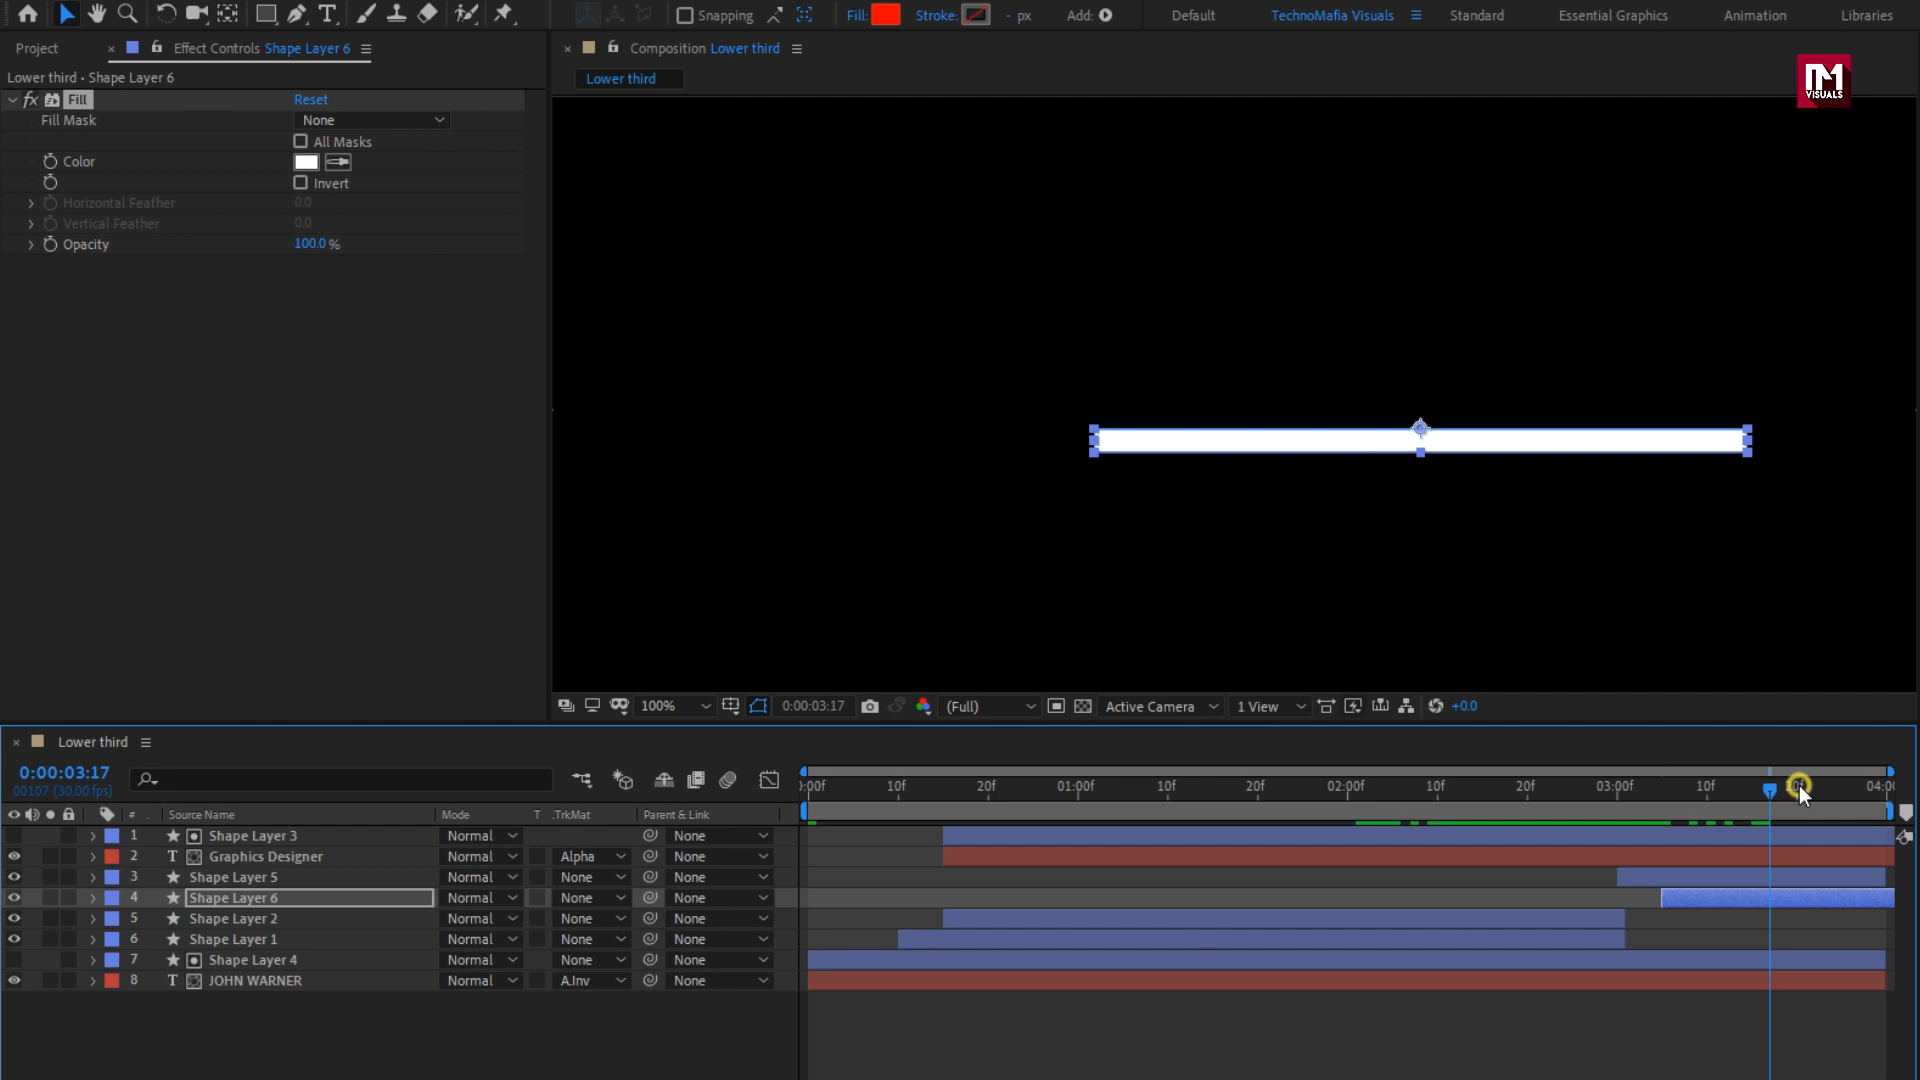 Snapping Fill: Stroke: - px Add: Default TechnoMafia Visuals Standard Essential Graphics Animation Libraries
Project × Effect Controls Shape Layer 6 × Composition Lower third
Lower third • Shape Layer 6
Lower third
M VISUALS
fx Fill Reset
Fill Mask None
All Masks
Color
Invert
Horizontal Feather 0.0
Vertical Feather 0.0
Opacity 100.0 %
100% 0:00:03:17 (Full) Active Camera 1 View +0.0
× Lower third
0:00:03:17
00107 (30.00 fps)
:00f 10f 20f 01:00f 10f 20f 02:00f 10f 20f 03:00f 10f 20f 04:00
# Source Name Mode T .TrkMat Parent & Link
1 Shape Layer 3 Normal None
2 T Graphics Designer Normal Alpha None
3 Shape Layer 5 Normal None None
4 Shape Layer 6 Normal None None
5 Shape Layer 2 Normal None None
6 Shape Layer 1 Normal None None
7 Shape Layer 4 Normal None None
8 T JOHN WARNER Normal A.Inv None